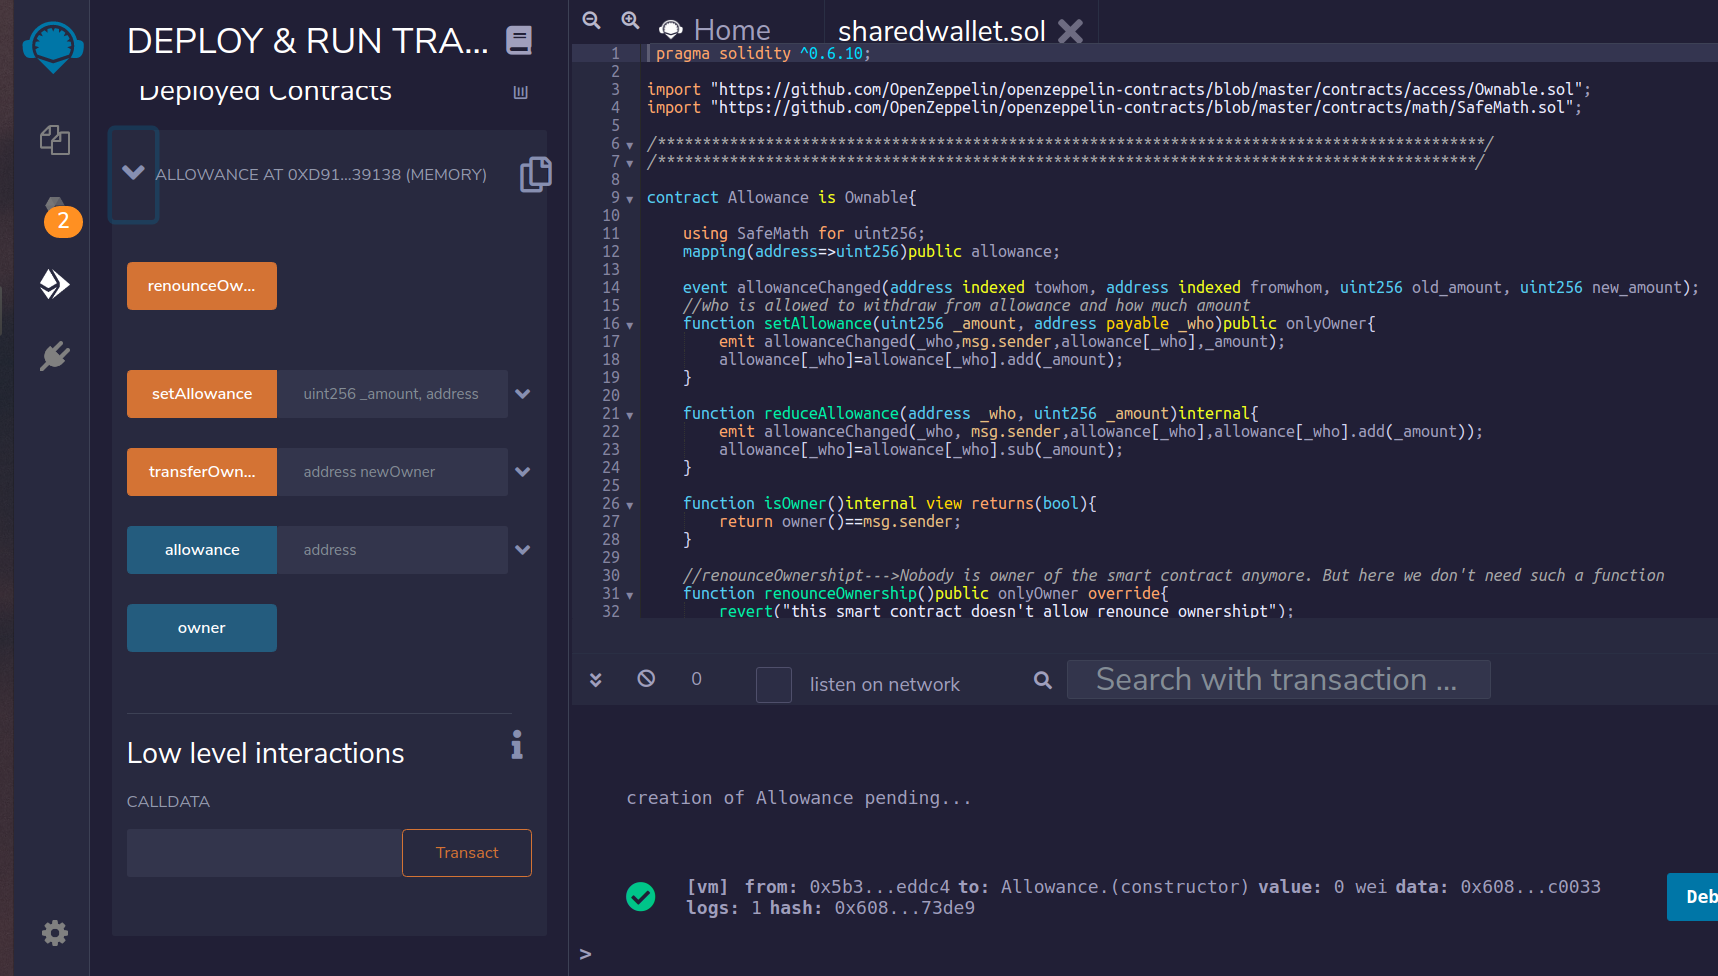 DEPLOY & RUN TRA...
Deployed Contracts
2
ALLOWANCE AT 0XD91...39138 (MEMORY)
renounceOw...
setAllowance
uint256 _amount, address
transferOwn...
address newOwner
allowance
address
owner
Low level interactions
CALLDATA
Transact
Home
sharedwallet.sol
1 pragma solidity ^0.6.10;
2
3 import "https://github.com/OpenZeppelin/openzeppelin-contracts/blob/master/contracts/access/Ownable.sol";
4 import "https://github.com/OpenZeppelin/openzeppelin-contracts/blob/master/contracts/math/SafeMath.sol";
5
6 /********************************************************************************************/
7 /*******************************************************************************************/
8
9 contract Allowance is Ownable{
10
11 using SafeMath for uint256;
12 mapping(address=>uint256)public allowance;
13
14 event allowanceChanged(address indexed towhom, address indexed fromwhom, uint256 old_amount, uint256 new_amount);
15 //who is allowed to withdraw from allowance and how much amount
16 function setAllowance(uint256 _amount, address payable _who)public onlyOwner{
17 emit allowanceChanged(_who,msg.sender,allowance[_who],_amount);
18 allowance[_who]=allowance[_who].add(_amount);
19 }
20
21 function reduceAllowance(address _who, uint256 _amount)internal{
22 emit allowanceChanged(_who, msg.sender,allowance[_who],allowance[_who].add(_amount));
23 allowance[_who]=allowance[_who].sub(_amount);
24 }
25
26 function isOwner()internal view returns(bool){
27 return owner()==msg.sender;
28 }
29
30 //renounceOwnershipt--->Nobody is owner of the smart contract anymore. But here we don't need such a function
31 function renounceOwnership()public onlyOwner override{
32 revert("this smart contract doesn't allow renounce ownershipt");
0
listen on network
Search with transaction ...
creation of Allowance pending...
[vm] from: 0x5b3...eddc4 to: Allowance.(constructor) value: 0 wei data: 0x608...c0033
logs: 1 hash: 0x608...73de9
Deb
>